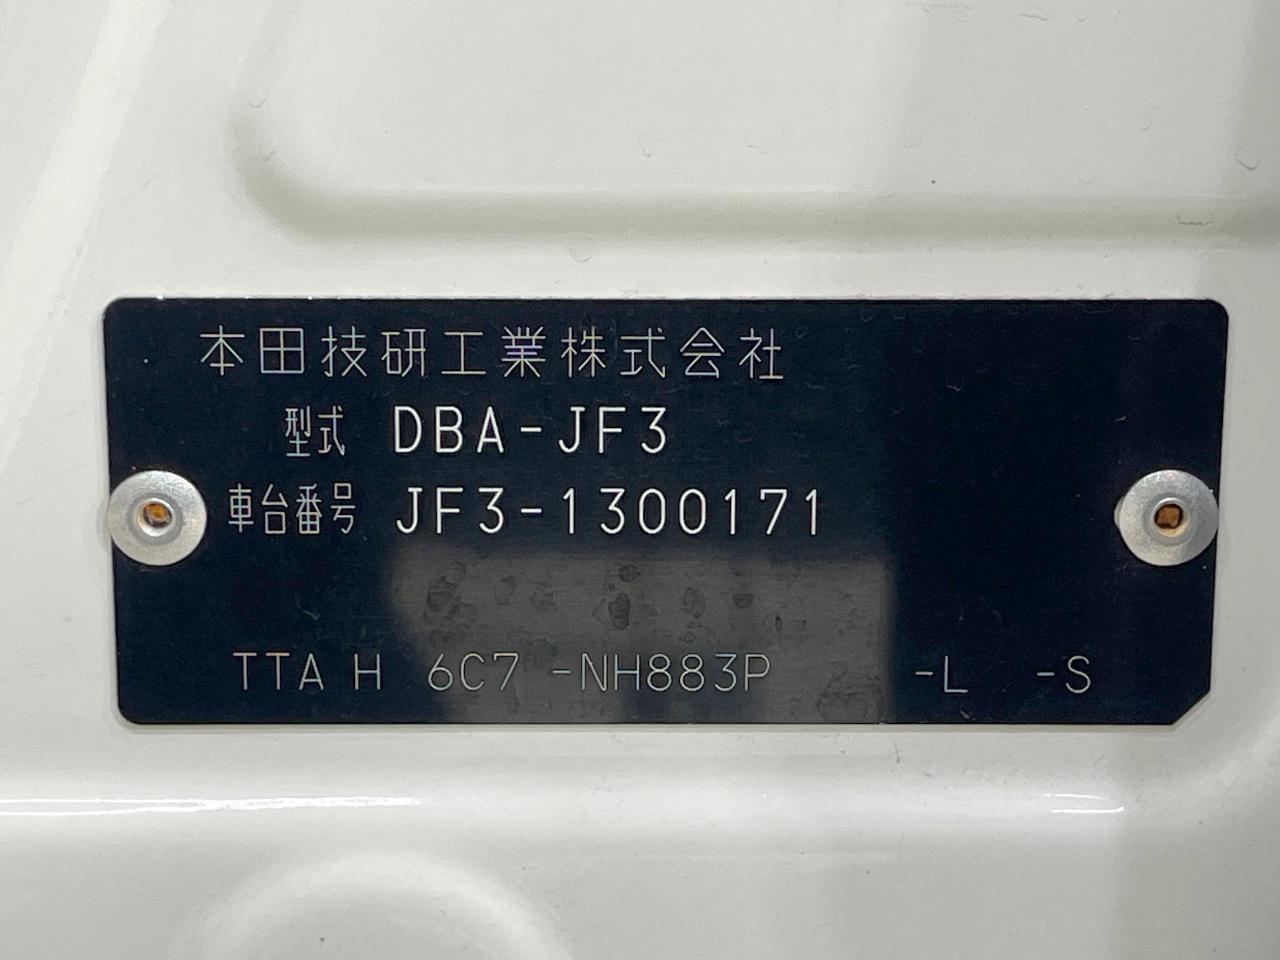 本田技研工業株式会社
型式 DBA-JF3
車台番号 JF3-1300171
TTA H 6C7 -NH883P -L -S